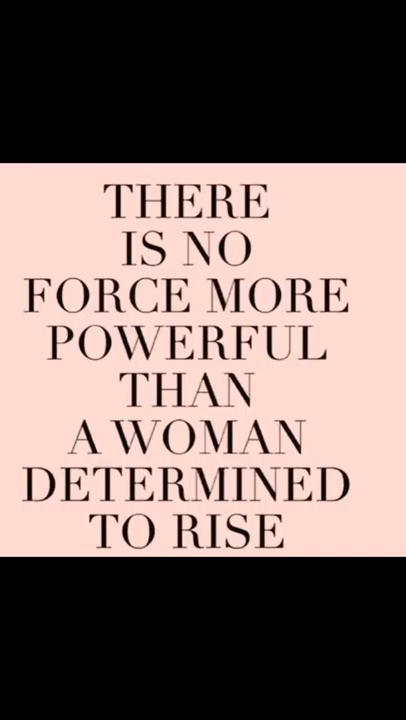 THERE
IS NO
FORCE MORE
POWERFUL
THAN
A WOMAN
DETERMINED
TO RISE